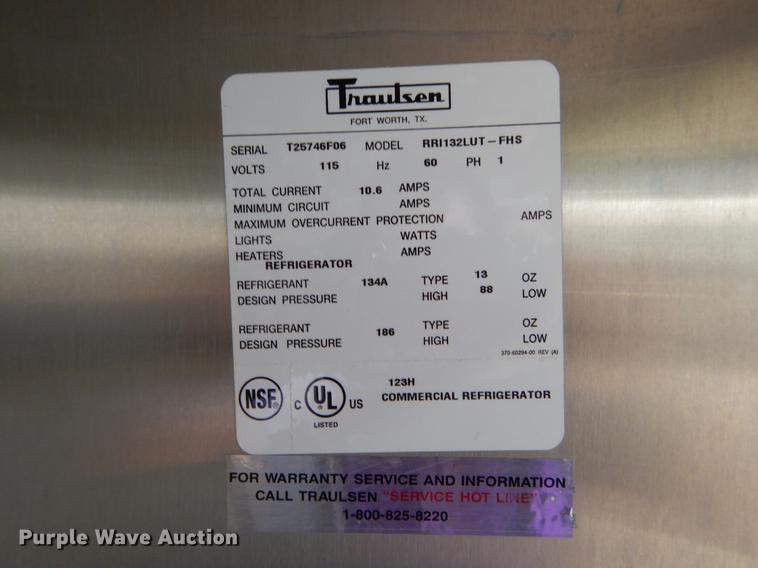 Traulsen
FORT WORTH, TX.
SERIAL T25746F06 MODEL RRI132LUT-FHS
VOLTS 115 Hz 60 PH 1
TOTAL CURRENT 10.6 AMPS
MINIMUM CIRCUIT AMPS
MAXIMUM OVERCURRENT PROTECTION AMPS
LIGHTS WATTS
HEATERS AMPS
REFRIGERATOR
REFRIGERANT 134A TYPE 13 OZ
DESIGN PRESSURE HIGH 88 LOW
REFRIGERANT 186 TYPE OZ
DESIGN PRESSURE HIGH LOW
370-60294-00 REV (A)
NSF C UL US
LISTED
123H
COMMERCIAL REFRIGERATOR
FOR WARRANTY SERVICE AND INFORMATION
CALL TRAULSEN "SERVICE HOT LINE"
1-800-825-8220
Purple Wave Auction